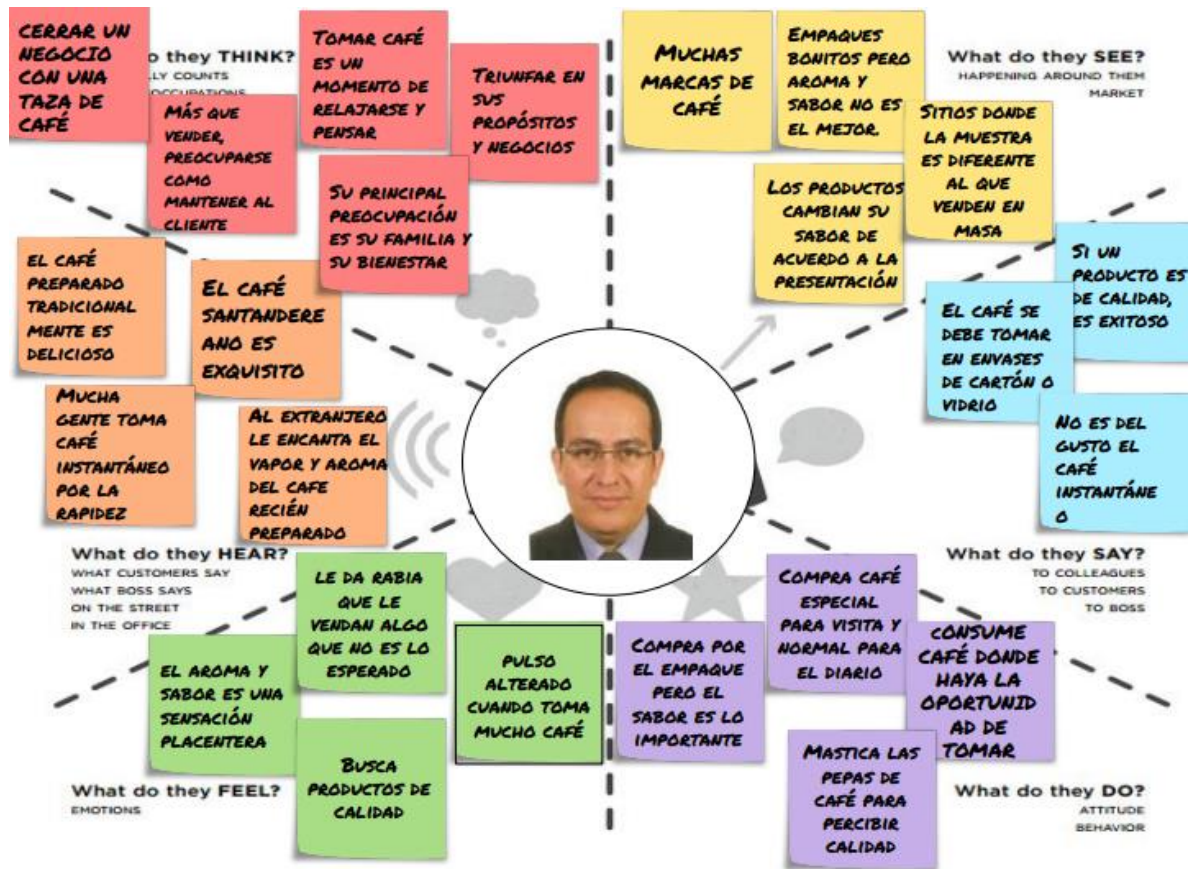 CERRAR UN
NEGOCIO
CON UNA
TAZA DE
CAFÉ
do they THINK?
LLY COUNTS
OCCUPATIONS
MÁS QUE
VENDER,
PREOCUPARSE
COMO
MANTENER AL
CLIENTE
TOMAR CAFÉ
ES UN
MOMENTO DE
RELAJARSE Y
PENSAR
TRIUNFAR EN
SUS
PROPÓSITOS
Y NEGOCIOS
SU PRINCIPAL
PREOCUPACIÓN
ES SU FAMILIA Y
SU BIENESTAR
MUCHAS
MARCAS DE
CAFÉ
EMPAQUES
BONITOS PERO
AROMA Y
SABOR NO ES
EL MEJOR.
What do they SEE?
HAPPENING AROUND THEM
MARKET
SITIOS DONDE
LA MUESTRA
ES DIFERENTE
AL QUE
VENDEN EN
MASA
LOS PRODUCTOS
CAMBIAN SU
SABOR DE
ACUERDO A LA
PRESENTACIÓN
EL CAFÉ
PREPARADO
TRADICIONAL
MENTE ES
DELICIOSO
EL CAFÉ
SANTANDERE
ANO ES
EXQUISITO
MUCHA
GENTE TOMA
CAFÉ
INSTANTÁNEO
POR LA
RAPIDEZ
AL EXTRANJERO
LE ENCANTA EL
VAPOR Y AROMA
DEL CAFE
RECIÉN
PREPARADO
What do they HEAR?
WHAT CUSTOMERS SAY
WHAT BOSS SAYS
ON THE STREET
IN THE OFFICE
SI UN
PRODUCTO ES
DE CALIDAD,
ES EXITOSO
EL CAFÉ SE
DEBE TOMAR
EN ENVASES
DE CARTÓN O
VIDRIO
NO ES DEL
GUSTO EL
CAFÉ
INSTANTÁNE
O
What do they SAY?
TO COLLEAGUES
TO CUSTOMERS
TO BOSS
LE DA RABIA
QUE LE
VENDAN ALGO
QUE NO ES LO
ESPERADO
EL AROMA Y
SABOR ES UNA
SENSACIÓN
PLACENTERA
PULSO
ALTERADO
CUANDO TOMA
MUCHO CAFÉ
BUSCA
PRODUCTOS DE
CALIDAD
What do they FEEL?
EMOTIONS
COMPRA CAFÉ
ESPECIAL
PARA VISITA Y
NORMAL PARA
EL DIARIO
COMPRA POR
EL EMPAQUE
PERO EL
SABOR ES LO
IMPORTANTE
CONSUME
CAFÉ DONDE
HAYA LA
OPORTUNID
AD DE
TOMAR
MASTICA LAS
PEPAS DE
CAFÉ PARA
PERCIBIR
CALIDAD
What do they DO?
ATTITUDE
BEHAVIOR